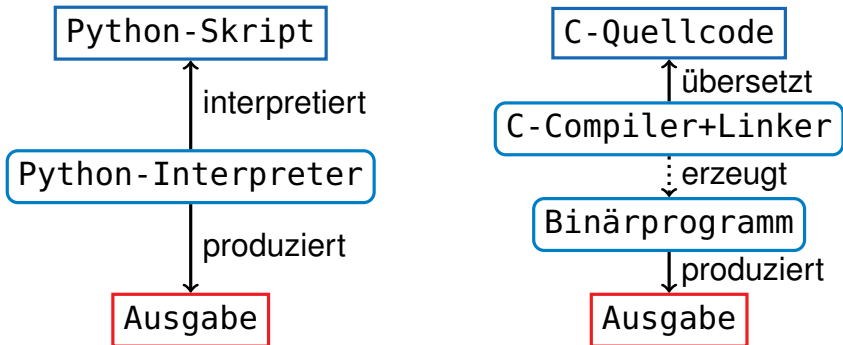 Python-Skript
interpretiert
Python-Interpreter
produziert
Ausgabe
C-Quellcode
übersetzt
C-Compiler+Linker
erzeugt
Binärprogramm
produziert
Ausgabe